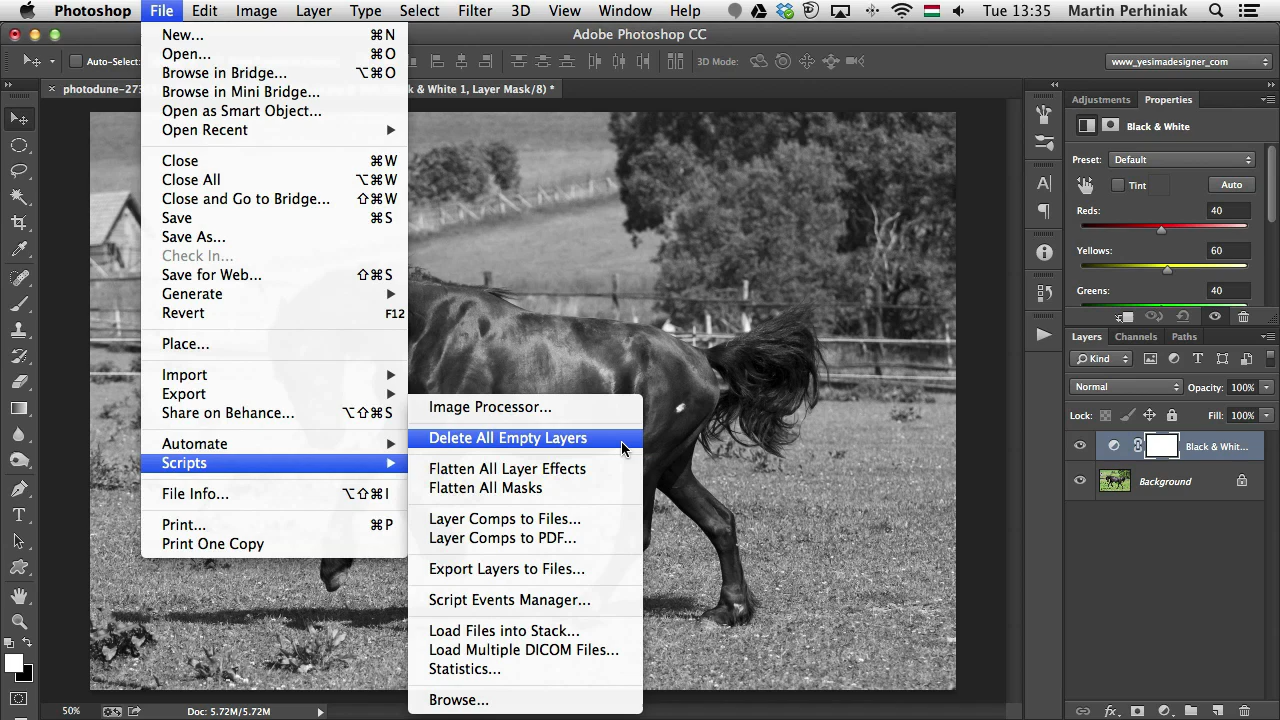 Photoshop File Edit Image Layer Type Select Filter 3D View Window Help Tue 13:35 Martin Perhiniak
Adobe Photoshop CC
Auto-Select: 3D Mode: www_yesimadesigner_com
photodune-27 & White 1, Layer Mask/8) *
New... ⌘N
Open... ⌘O
Browse in Bridge... ⌥⌘O
Browse in Mini Bridge...
Open as Smart Object...
Open Recent
Close ⌘W
Close All ⌥⌘W
Close and Go to Bridge... ⇧⌘W
Save ⌘S
Save As...
Check In...
Save for Web... ⌥⇧⌘S
Generate
Revert F12
Place...
Import
Export
Share on Behance...
Automate
Scripts
File Info... ⌥⇧⌘I
Print... ⌘P
Print One Copy
Image Processor...
Delete All Empty Layers
Flatten All Layer Effects
Flatten All Masks
Layer Comps to Files...
Layer Comps to PDF...
Export Layers to Files...
Script Events Manager...
Load Files into Stack...
Load Multiple DICOM Files...
Statistics...
Browse...
Adjustments Properties
Black & White
Preset: Default
Tint Auto
Reds: 40
Yellows: 60
Greens: 40
Layers Channels Paths
Kind
Normal Opacity: 100%
Lock: Fill: 100%
Black & Whit...
Background
50% Doc: 5.72M/5.72M